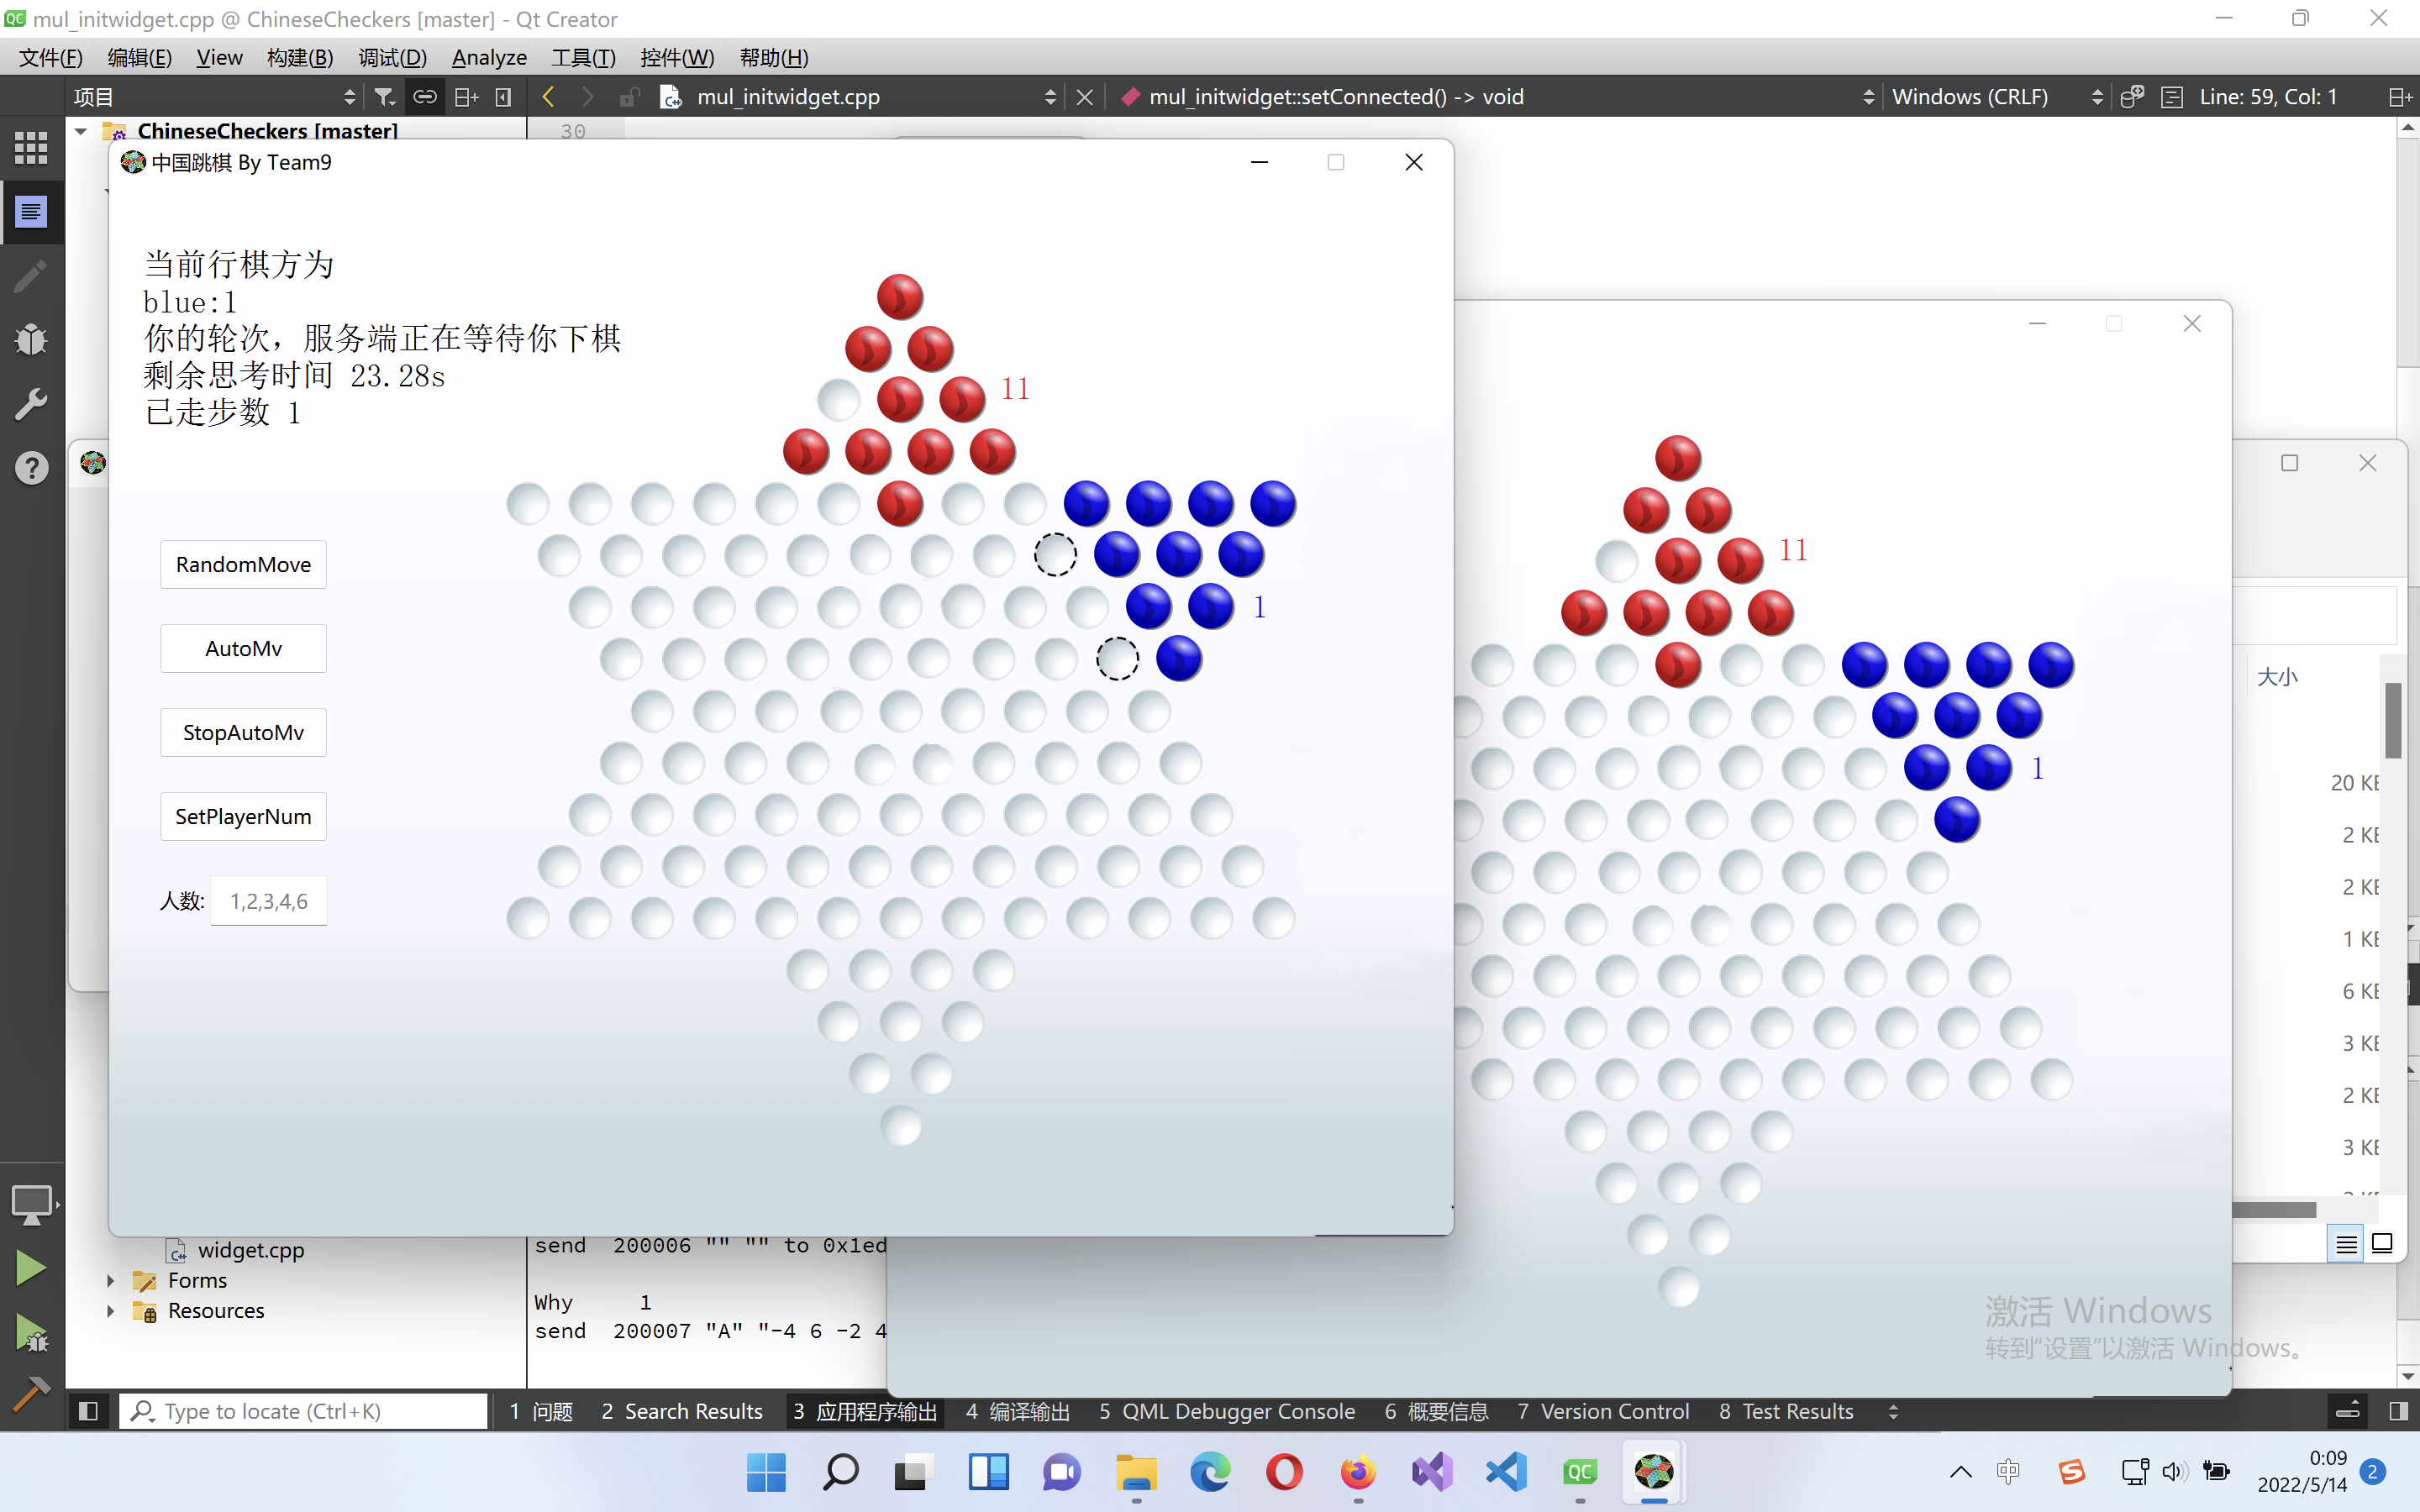 mul_initwidget.cpp @ ChineseCheckers [master] - Qt Creator
文件(F) 编辑(E) View 构建(B) 调试(D) Analyze 工具(T) 控件(W) 帮助(H)
项目 mul_initwidget.cpp mul_initwidget::setConnected() -> void Windows (CRLF) Line: 59, Col: 1
ChineseCheckers [master] 30
中国跳棋 By Team9
当前行棋方为
blue:1
你的轮次，服务端正在等待你下棋
剩余思考时间 23.28s
已走步数 1
11
1
RandomMove
AutoMv
StopAutoMv
SetPlayerNum
人数: 1,2,3,4,6
11
1
大小
20 KE
2 KE
2 KE
1 KE
6 KE
3 KE
2 KE
3 KE
widget.cpp
Forms
Resources
send 200006 "" "" to 0x1ed
Why 1
send 200007 "A" "-4 6 -2 4
激活 Windows
转到"设置"以激活 Windows。
Type to locate (Ctrl+K) 1 问题 2 Search Results 3 应用程序输出 4 编译输出 5 QML Debugger Console 6 概要信息 7 Version Control 8 Test Results
QC
中
0:09
2022/5/14 2